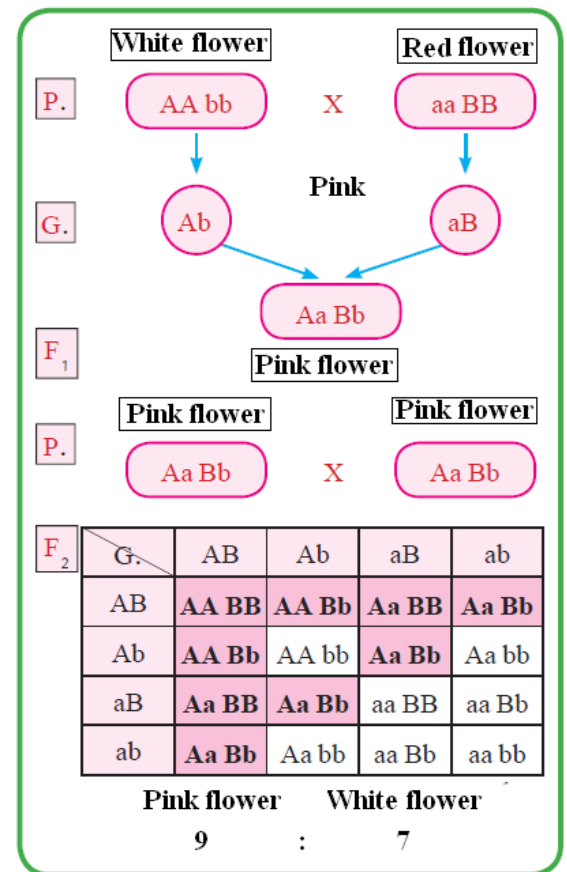 White flower Red flower
P. AA bb X aa BB
Pink
G. Ab aB
Aa Bb
F1
Pink flower
Pink flower Pink flower
P. Aa Bb X Aa Bb
F2 G. AB Ab aB ab
AB AA BB AA Bb Aa BB Aa Bb
Ab AA Bb AA bb Aa Bb Aa bb
aB Aa BB Aa Bb aa BB aa Bb
ab Aa Bb Aa bb aa Bb aa bb
Pink flower White flower
9 : 7